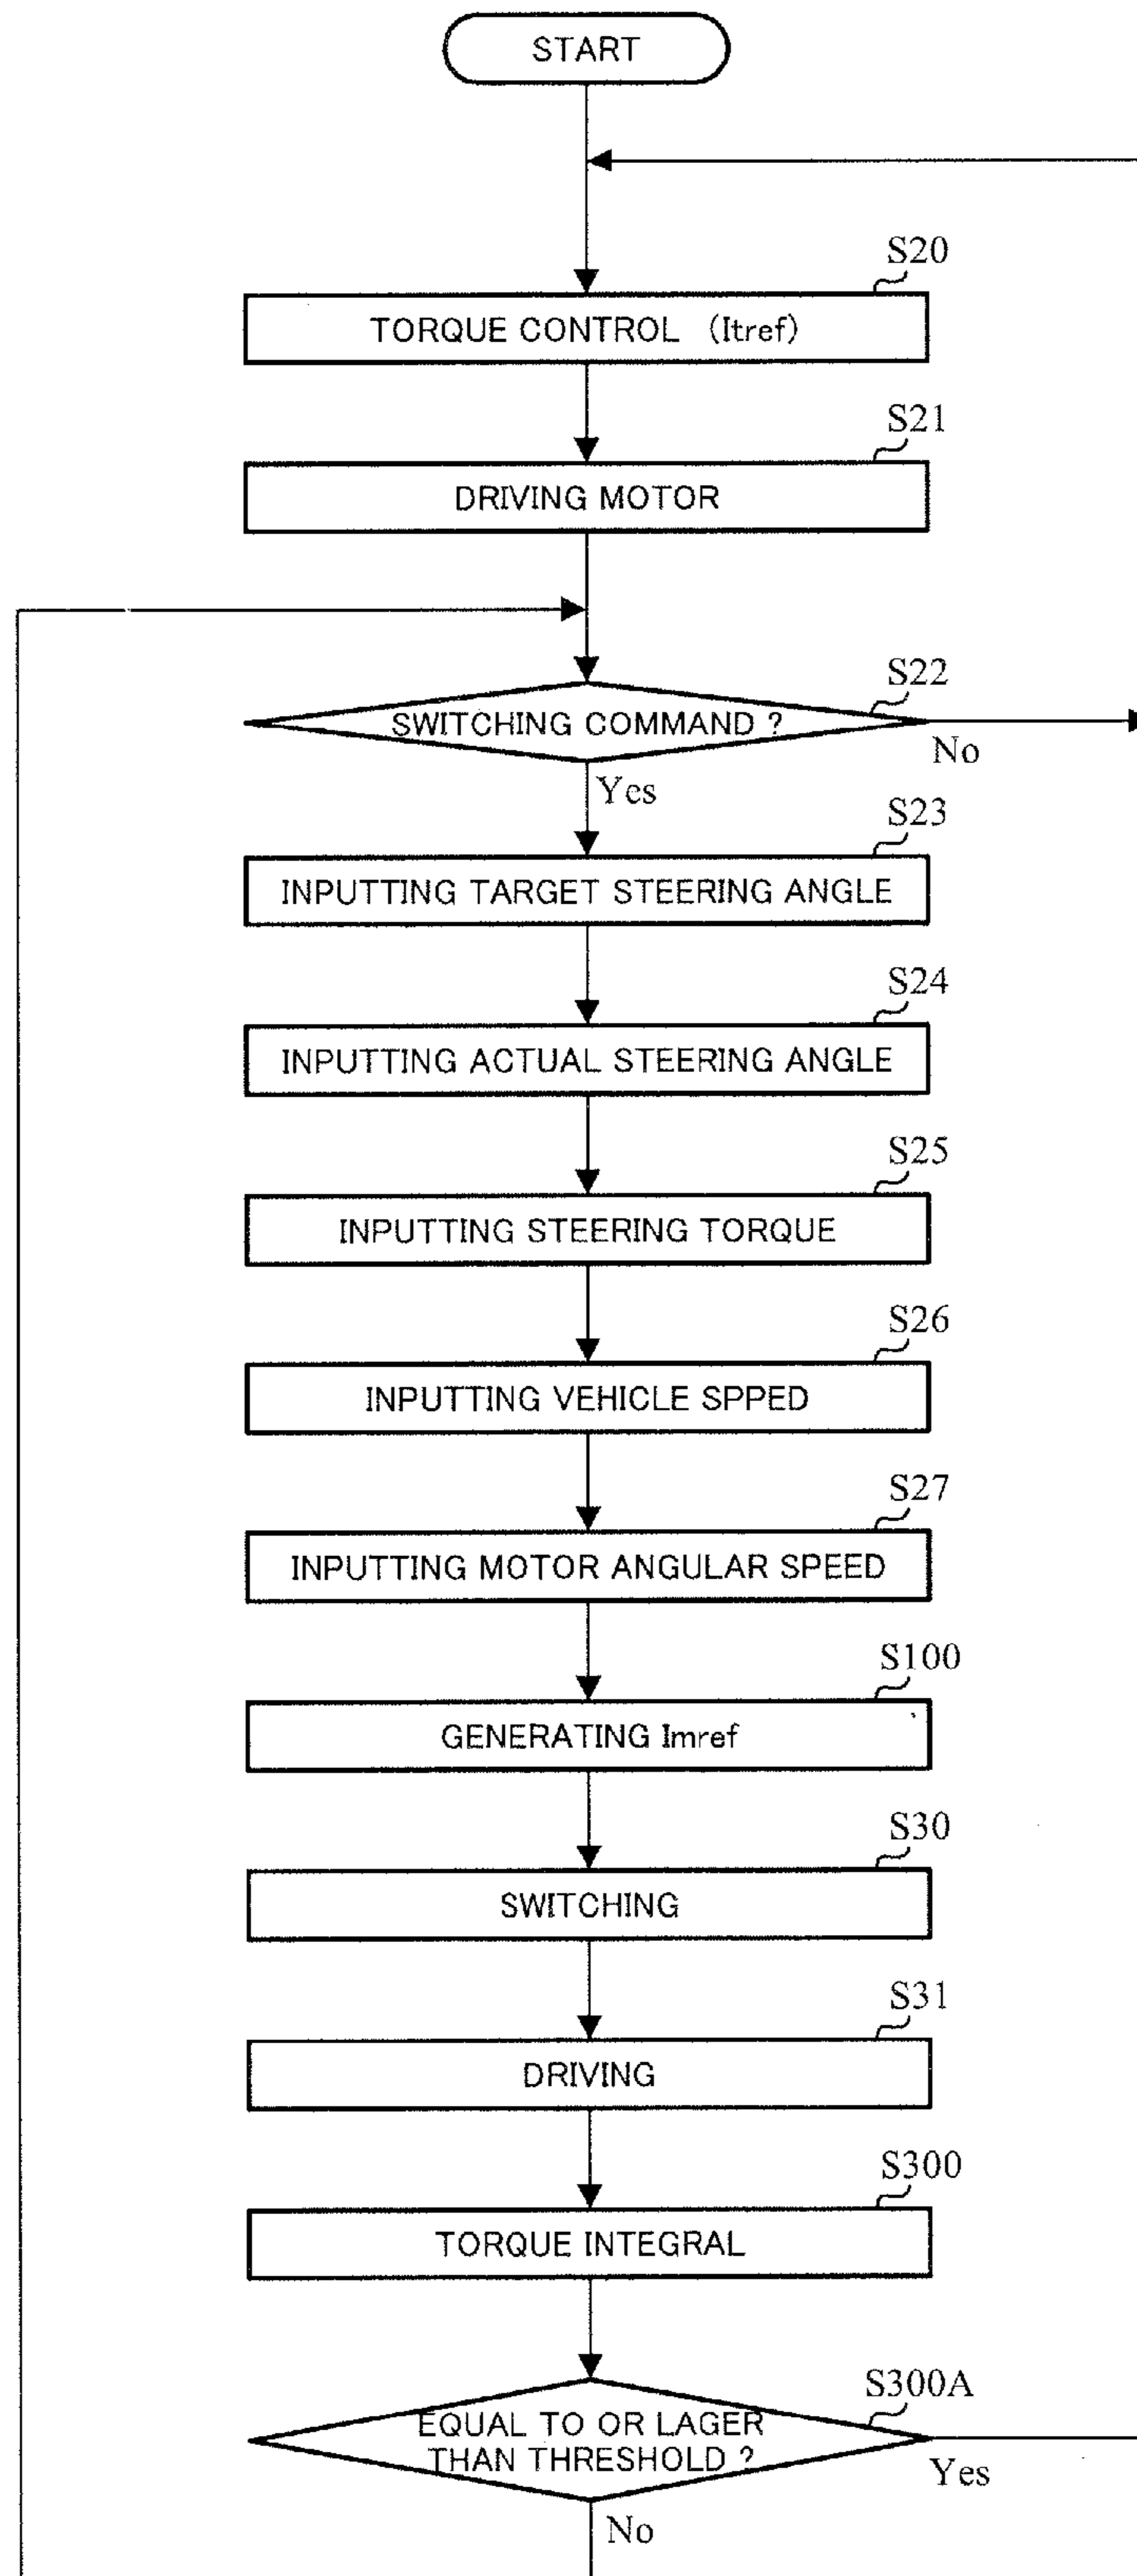 START
S20
TORQUE CONTROL (Itref)
S21
DRIVING MOTOR
S22
SWITCHING COMMAND ?
No
Yes
S23
INPUTTING TARGET STEERING ANGLE
S24
INPUTTING ACTUAL STEERING ANGLE
S25
INPUTTING STEERING TORQUE
S26
INPUTTING VEHICLE SPPED
S27
INPUTTING MOTOR ANGULAR SPEED
S100
GENERATING Imref
S30
SWITCHING
S31
DRIVING
S300
TORQUE INTEGRAL
S300A
EQUAL TO OR LAGER
THAN THRESHOLD ?
Yes
No